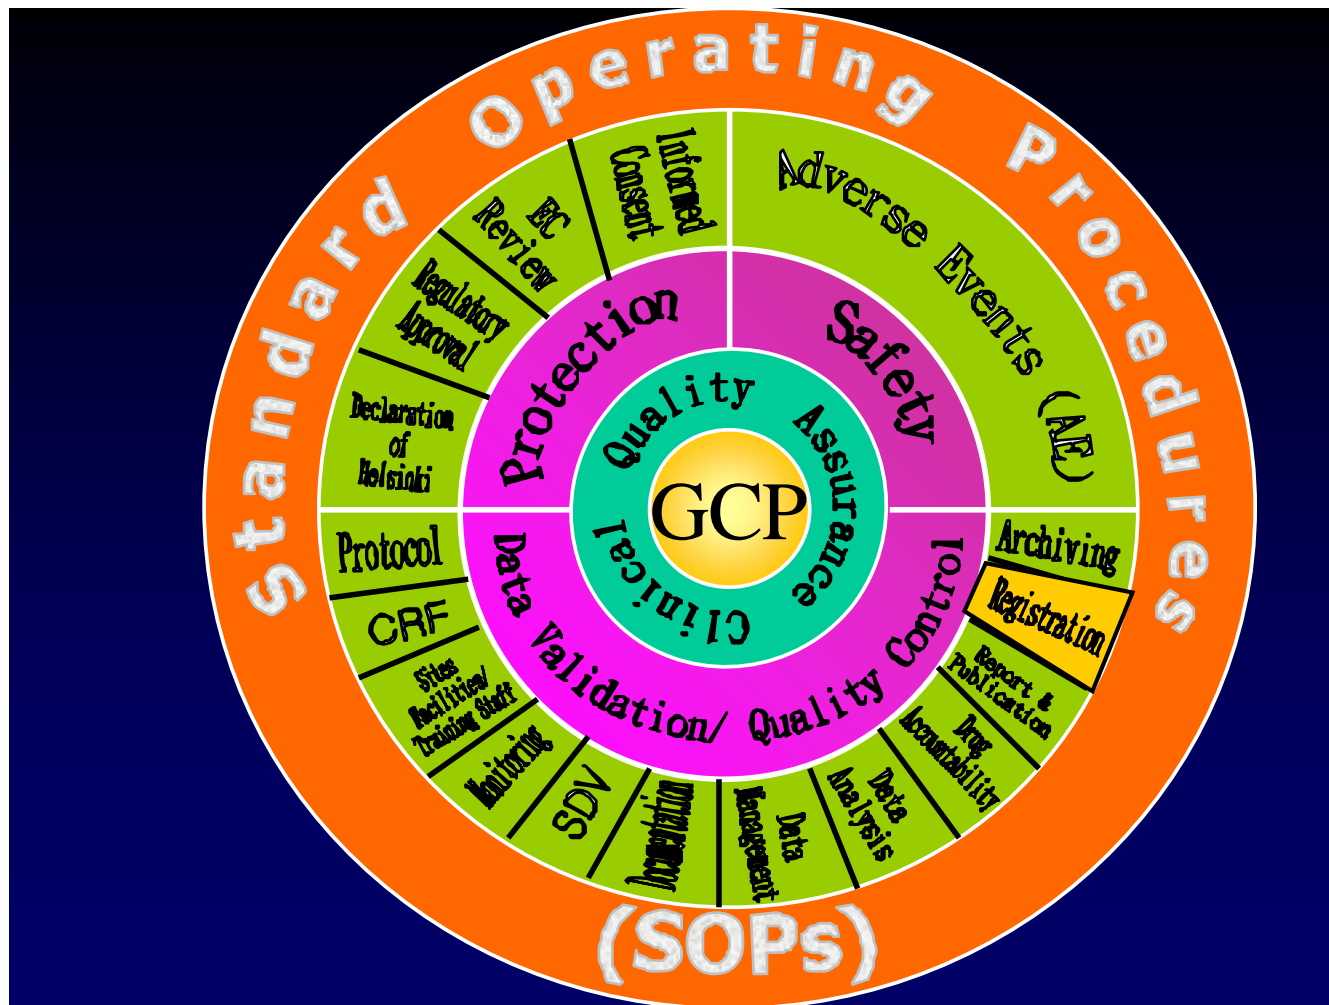 Standard Operating Procedures
(SOPs)
Informed
Consent.
EC
Review
Regulatory
Approval
Declaration
of
Helsinki
Adverse Events (AE)
Protection
Safety
Quality Assurance
Clinical
GCP
Data Validation/ Quality Control
Protocol
CRF
Sites
Facilities/
Training Staff
Monitoring
SDV
Documentation
Data
Management
Data
Analysis
Drug
Accountability
Report &
Publication
Registration
Archiving